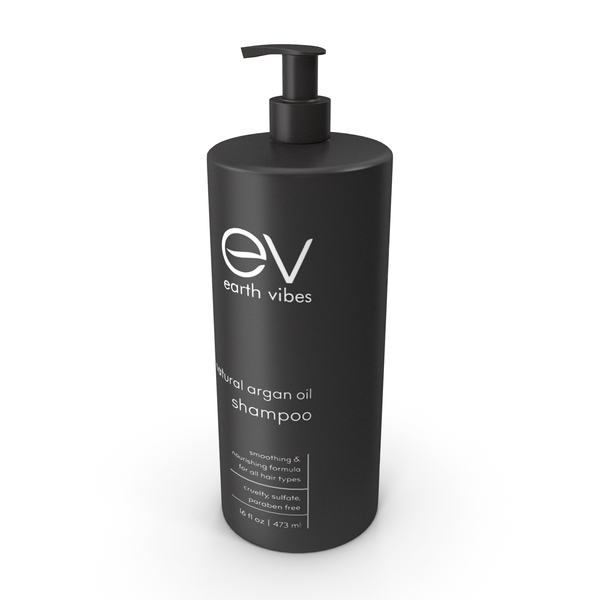 ev
earth vibes
natural argan oil
shampoo
smoothing &
nourishing formula
for all hair types
cruelty, sulfate,
paraben free
16 fl oz | 473 ml